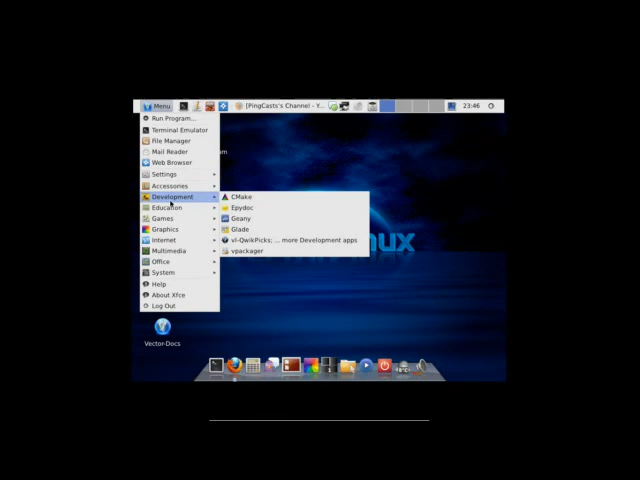 Menu
[PingCasts's Channel - Y...
23:46
Run Program...
Terminal Emulator
File Manager
Mail Reader
Web Browser
Settings
Accessories
Development
Education
Games
Graphics
Internet
Multimedia
Office
System
Help
About Xfce
Log Out
CMake
Epydoc
Geany
Glade
vl-QwikPicks; ... more Development apps
vpackager
um
nux
Vector-Docs